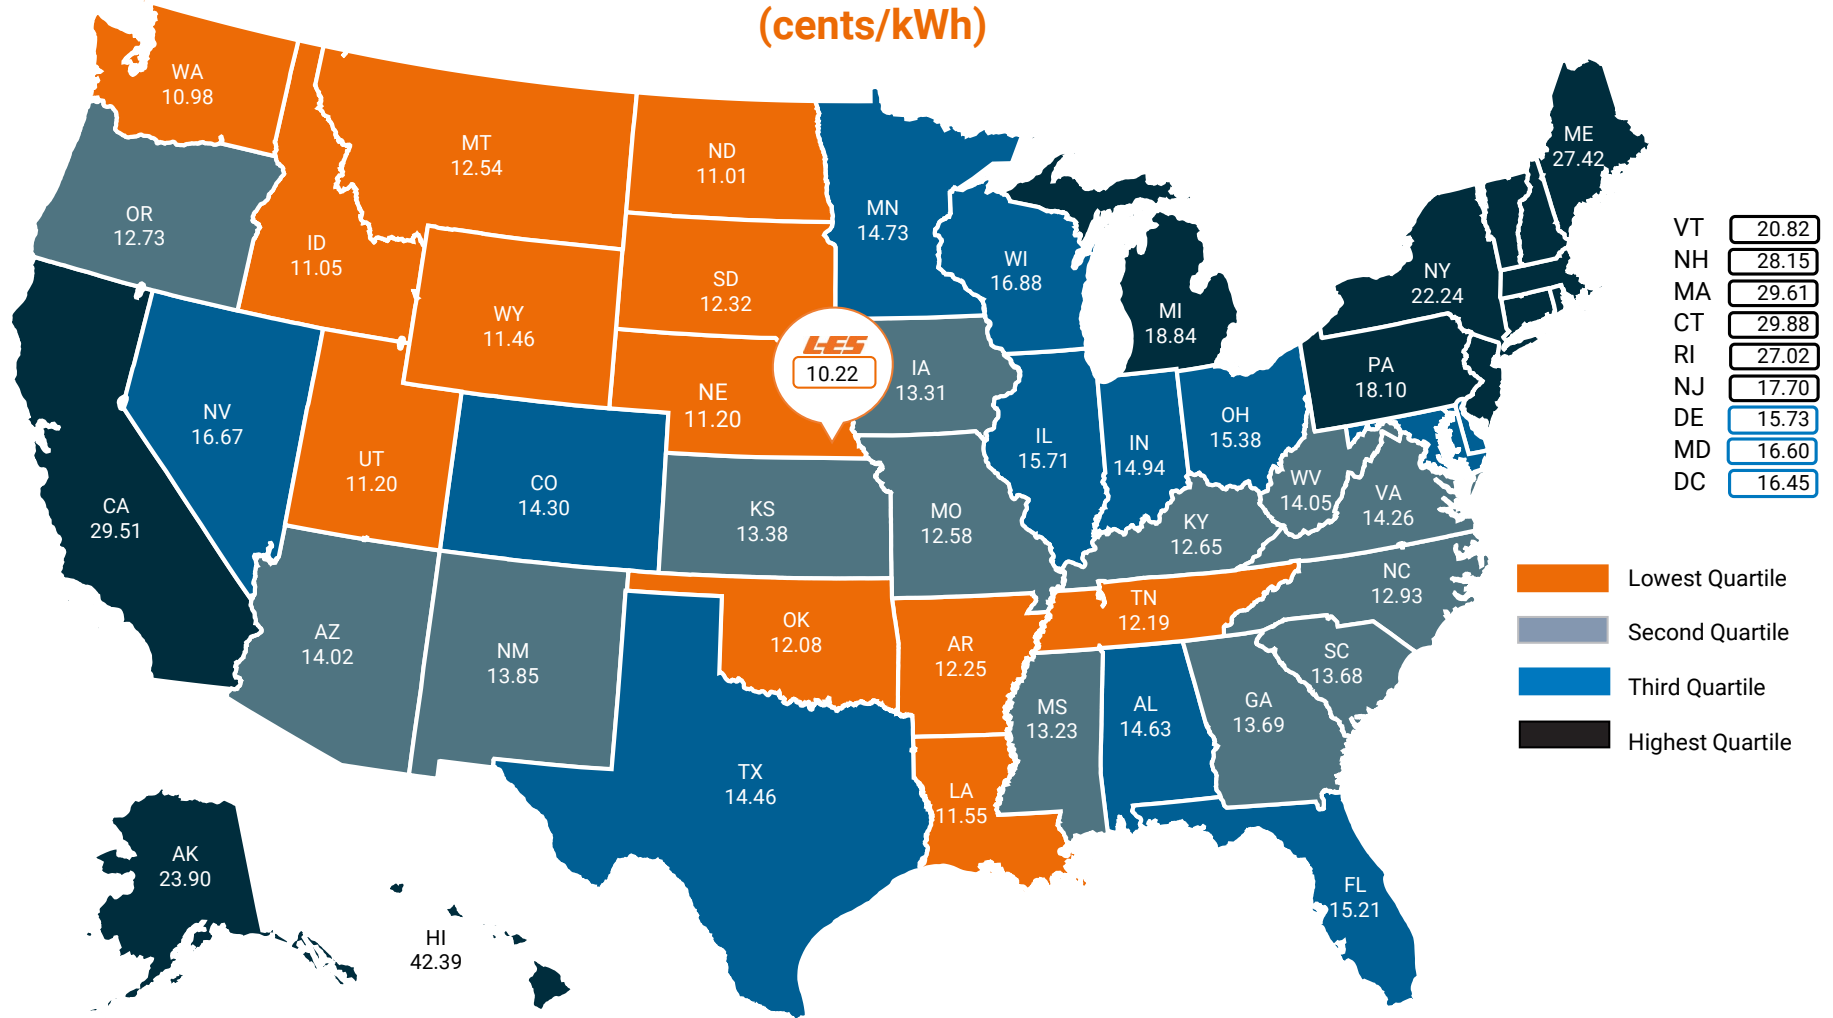 (cents/kWh)
WA
10.98
MT
12.54
ND
11.01
MN
14.73
OR
12.73
ID
11.05
SD
12.32
WI
16.88
WY
11.46
MI
18.84
NY
22.24
ME
27.42
VT 20.82
NH 28.15
MA 29.61
CT 29.88
RI 27.02
NJ 17.70
DE 15.73
MD 16.60
DC 16.45
LES
10.22
NE
11.20
IA
13.31
PA
18.10
NV
16.67
UT
11.20
CO
14.30
IL
15.71
IN
14.94
OH
15.38
CA
29.51
KS
13.38
MO
12.58
WV
14.05
VA
14.26
KY
12.65
NC
12.93
TN
12.19
AZ
14.02
NM
13.85
OK
12.08
AR
12.25
SC
13.68
MS
13.23
AL
14.63
GA
13.69
TX
14.46
LA
11.55
FL
15.21
AK
23.90
HI
42.39
Lowest Quartile
Second Quartile
Third Quartile
Highest Quartile